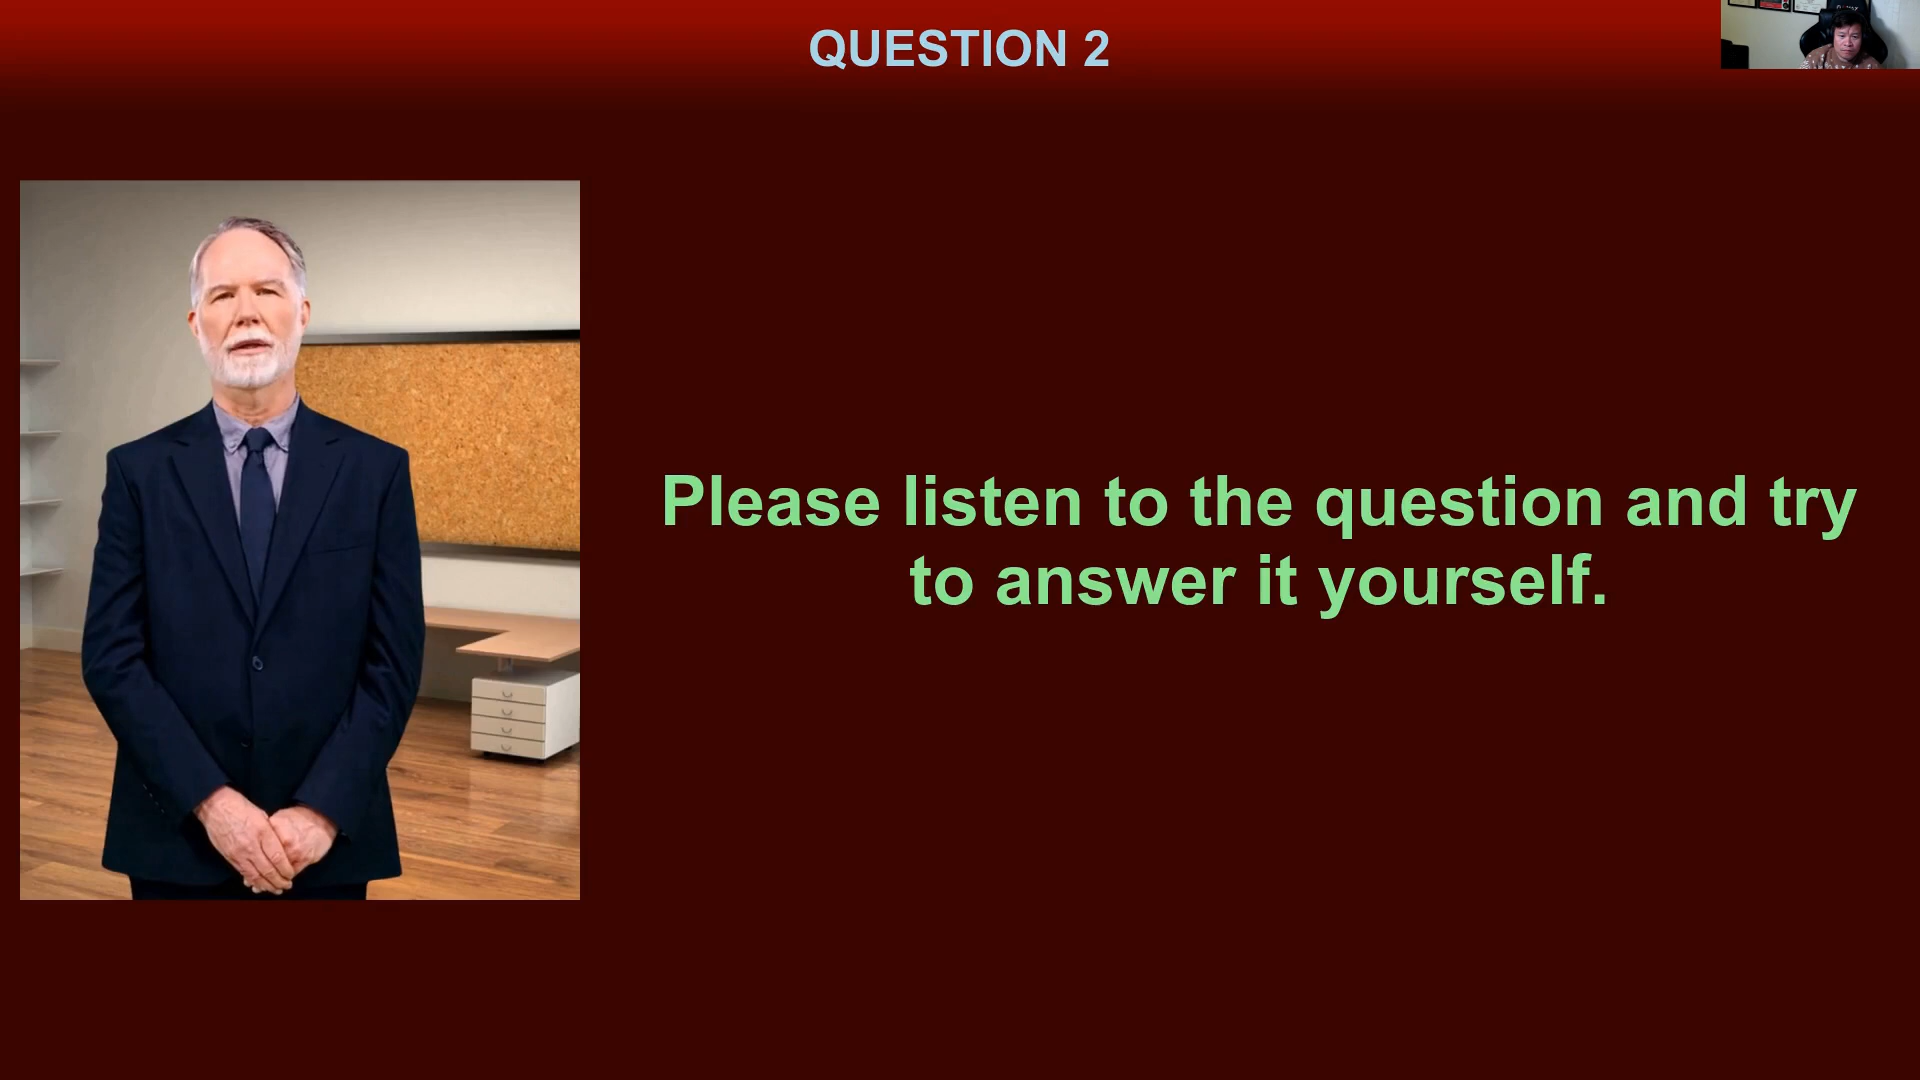 QUESTION 2
Please listen to the question and try
to answer it yourself.